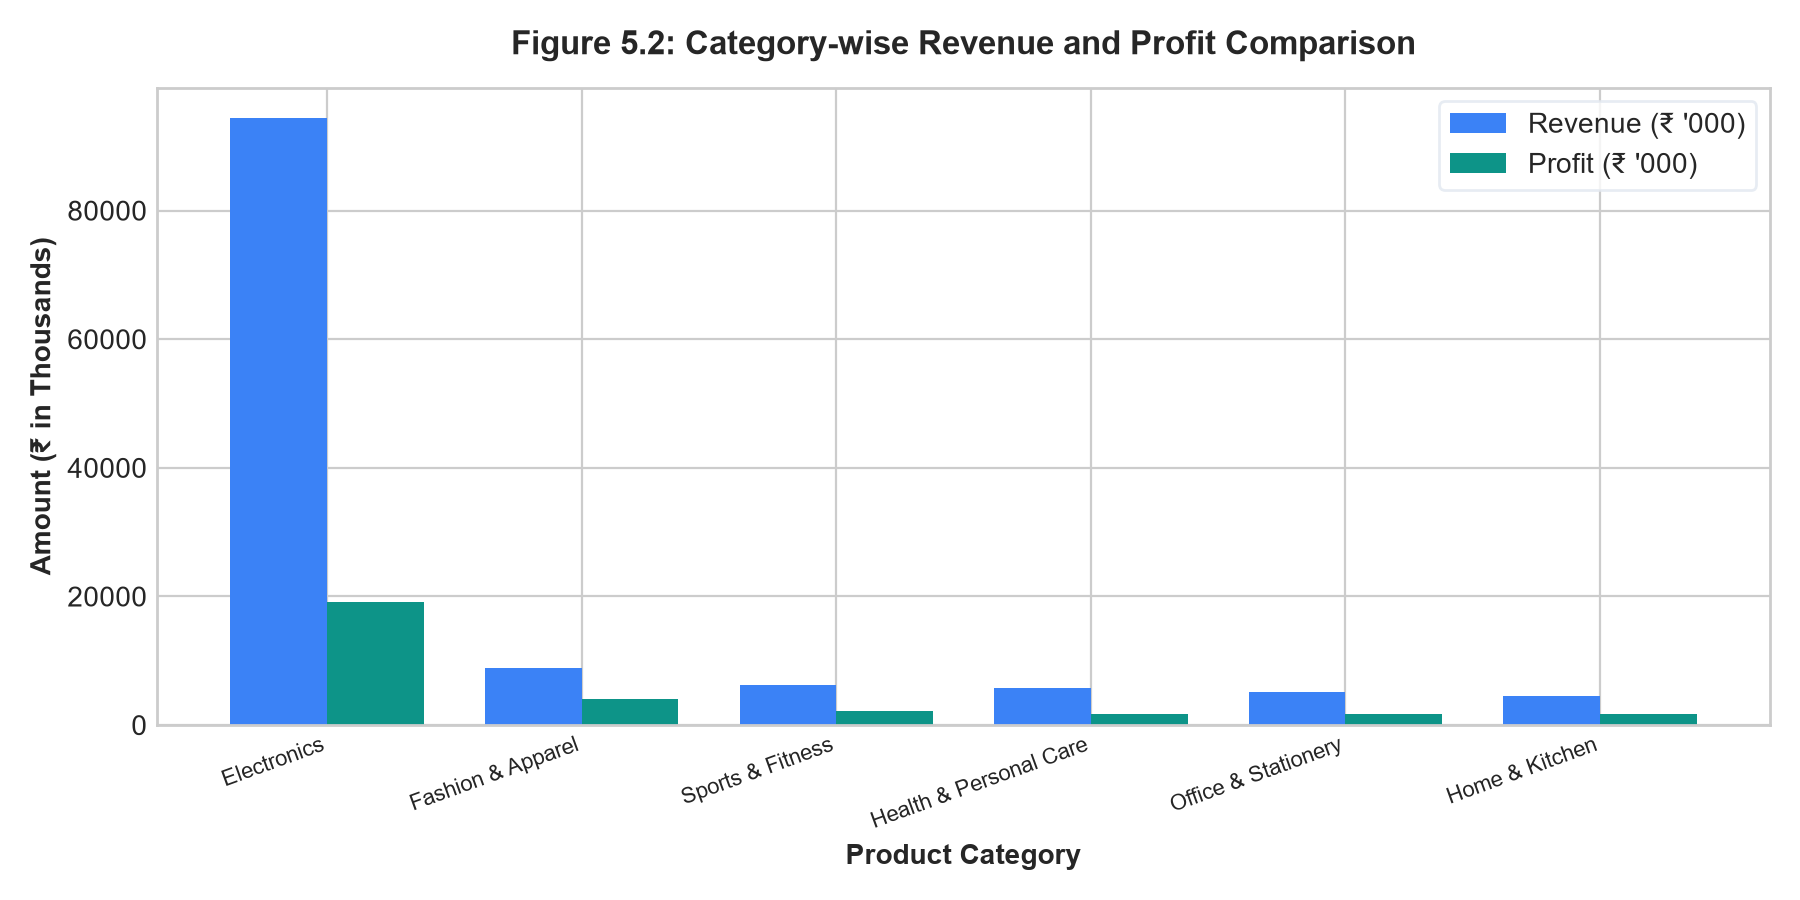 Figure 5.2: Category-wise Revenue and Profit Comparison
Revenue (₹ '000)
Profit (₹ '000)
Amount (₹ in Thousands)
80000
60000
40000
20000
0
Electronics
Fashion & Apparel
Sports & Fitness
Health & Personal Care
Office & Stationery
Home & Kitchen
Product Category